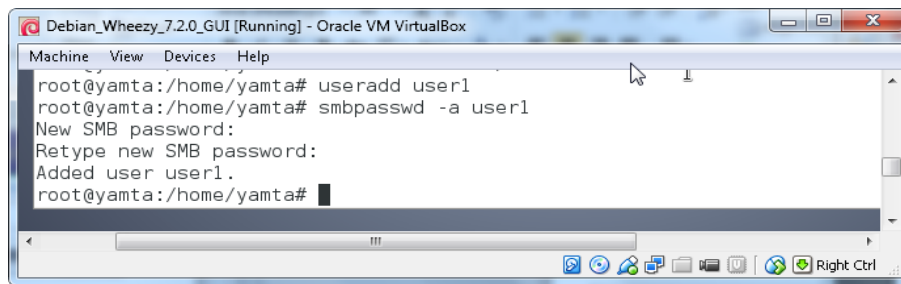 Debian_Wheezy_7.2.0_GUI [Running] - Oracle VM VirtualBox
Machine View Devices Help
root@yamta:/home/yamta# useradd user1
root@yamta:/home/yamta# smbpasswd -a user1
New SMB password:
Retype new SMB password:
Added user user1.
root@yamta:/home/yamta#
Right Ctrl